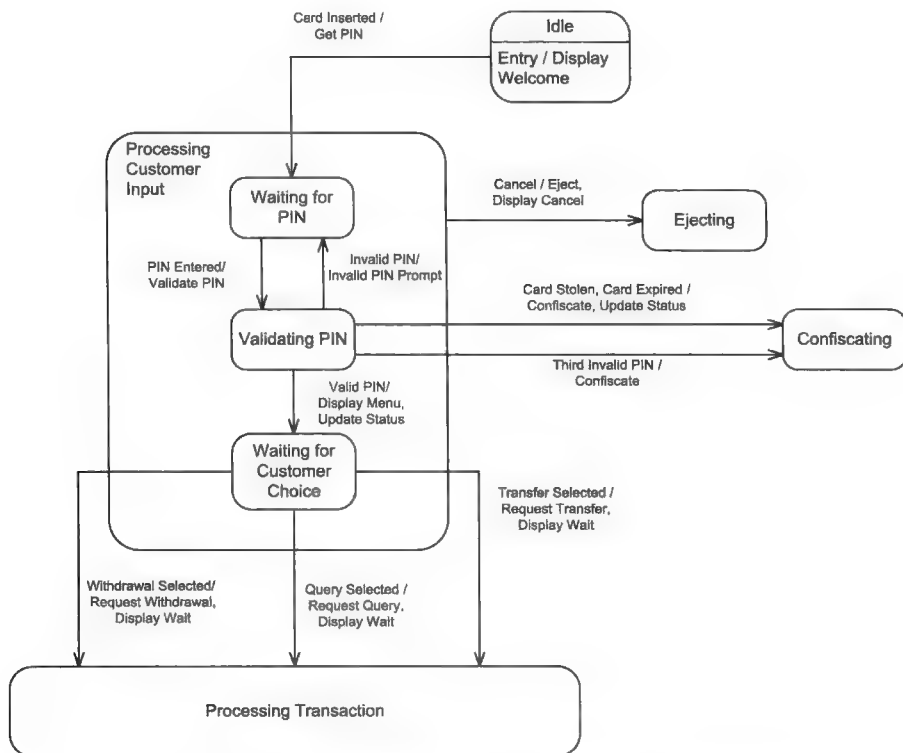 Card Inserted /
Get PIN
Idle
Entry / Display
Welcome
Processing
Customer
Input
Waiting for
PIN
Cancel / Eject,
Display Cancel
Ejecting
PIN Entered/
Validate PIN
Invalid PIN/
Invalid PIN Prompt
Card Stolen, Card Expired /
Confiscate, Update Status
Validating PIN
Confiscating
Third Invalid PIN /
Confiscate
Valid PIN/
Display Menu,
Update Status
Waiting for
Customer
Choice
Transfer Selected /
Request Transfer,
Display Wait
Withdrawal Selected/
Request Withdrawal,
Display Wait
Query Selected /
Request Query,
Display Wait
Processing Transaction